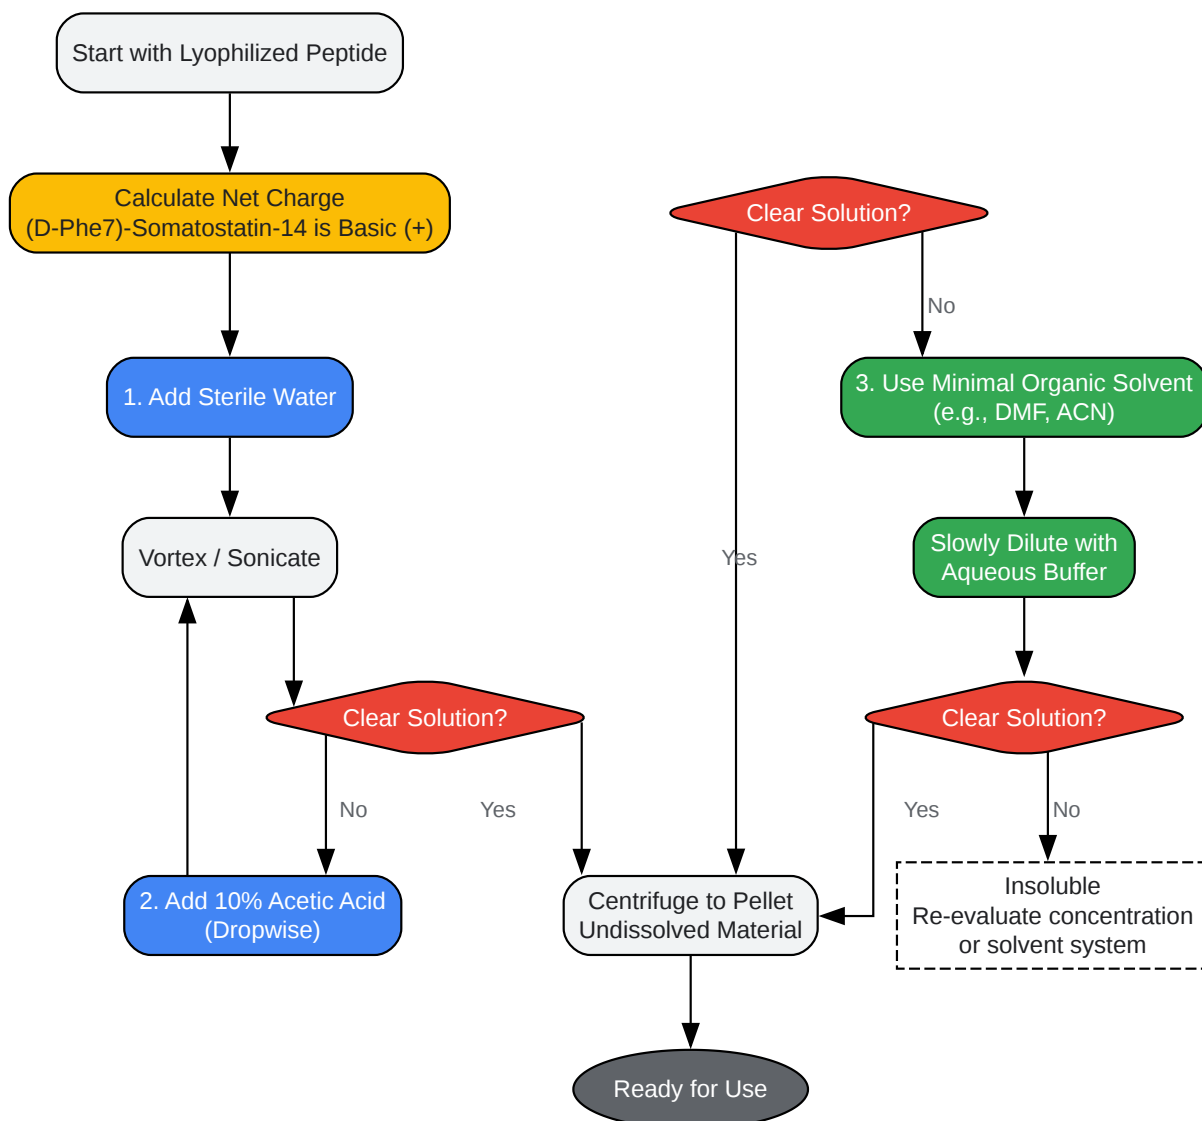 Start with Lyophilized Peptide
Calculate Net Charge
(D-Phe7)-Somatostatin-14 is Basic (+)
1. Add Sterile Water
Vortex / Sonicate
Clear Solution?
No
Yes
2. Add 10% Acetic Acid
(Dropwise)
Clear Solution?
No
Yes
3. Use Minimal Organic Solvent
(e.g., DMF, ACN)
Slowly Dilute with
Aqueous Buffer
Clear Solution?
Yes
No
Insoluble
Re-evaluate concentration
or solvent system
Centrifuge to Pellet
Undissolved Material
Ready for Use